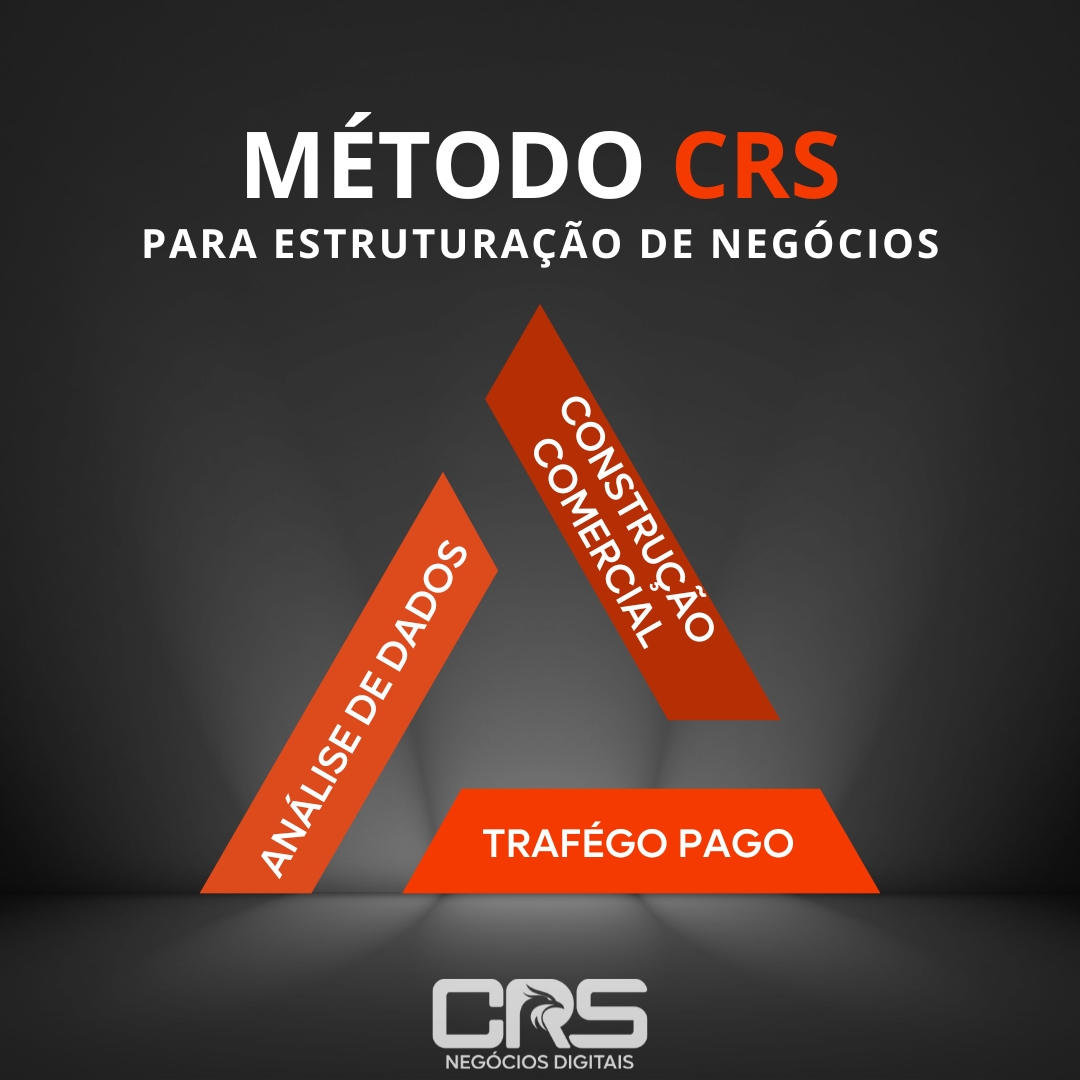 MÉTODO CRS
PARA ESTRUTURAÇÃO DE NEGÓCIOS
CONSTRUÇÃO
COMERCIAL
ANÁLISE DE DADOS
TRAFÉGO PAGO
CRS
NEGÓCIOS DIGITAIS